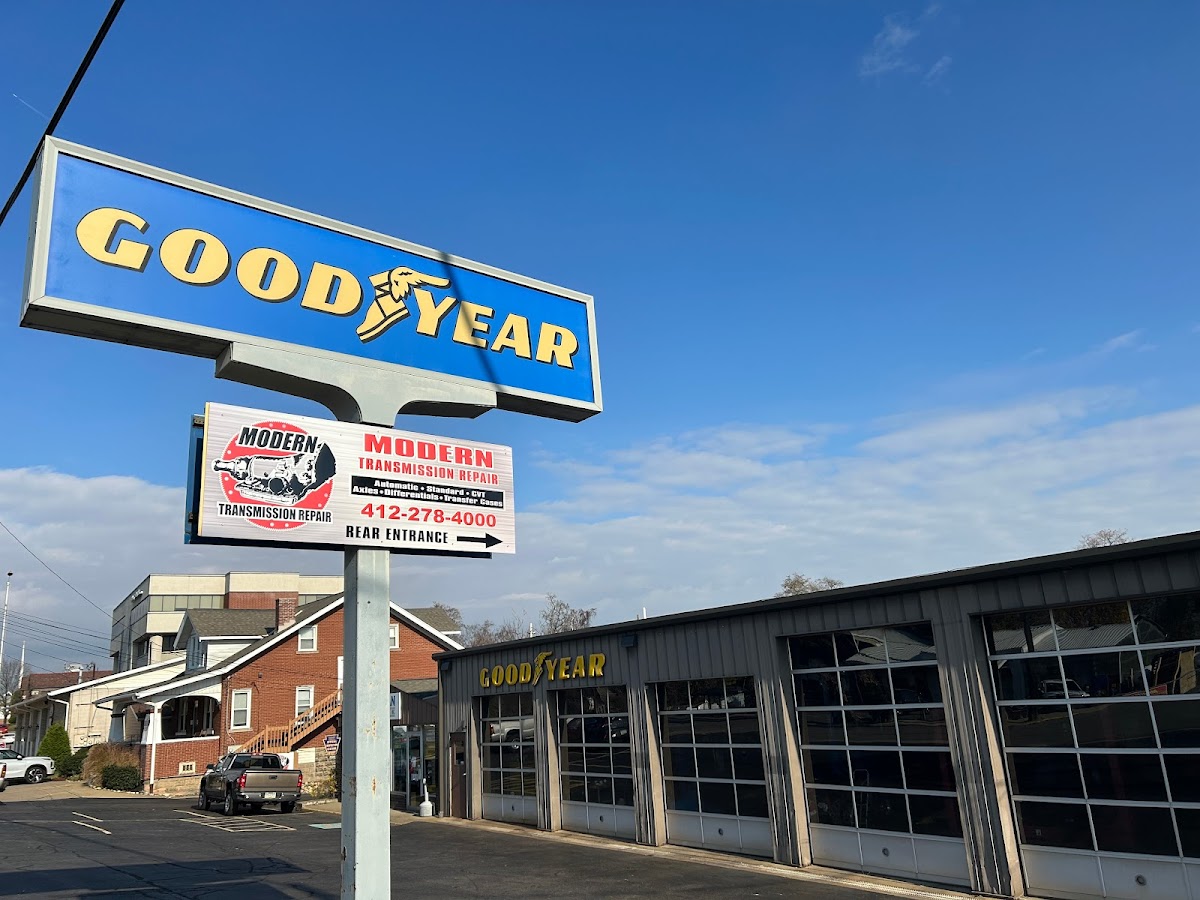 GOODYEAR
MODERN
TRANSMISSION REPAIR
MODERN
TRANSMISSION REPAIR
Automatic • Standard • CVT
Axles • Differentials • Transfer Cases
412-278-4000
REAR ENTRANCE
GOODYEAR